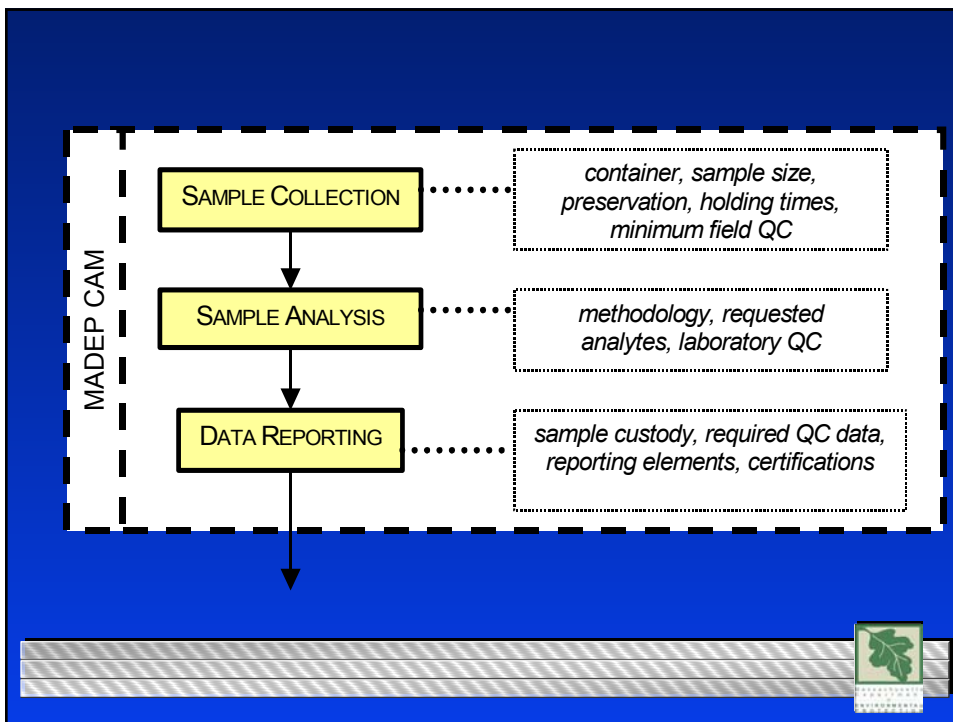 MADEP CAM
SAMPLE COLLECTION
container, sample size,
preservation, holding times,
minimum field QC
SAMPLE ANALYSIS
methodology, requested
analytes, laboratory QC
DATA REPORTING
sample custody, required QC data,
reporting elements, certifications